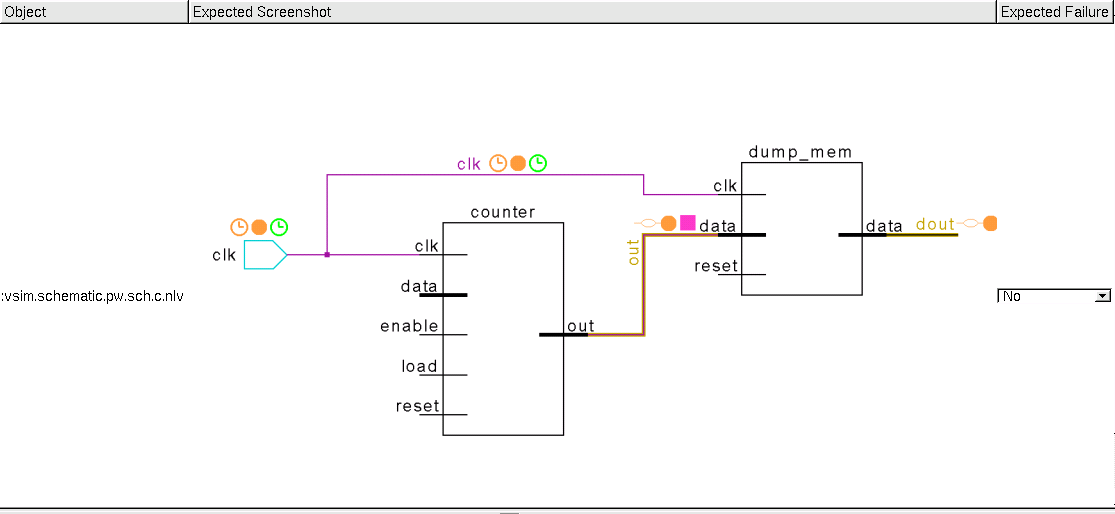 Object Expected Screenshot Expected Failure
dump_mem
clk
clk
counter
data
data
dout
clk
clk
out
reset
data
:vsim.schematic.pw.sch.c.nlv
No
enable
out
load
reset